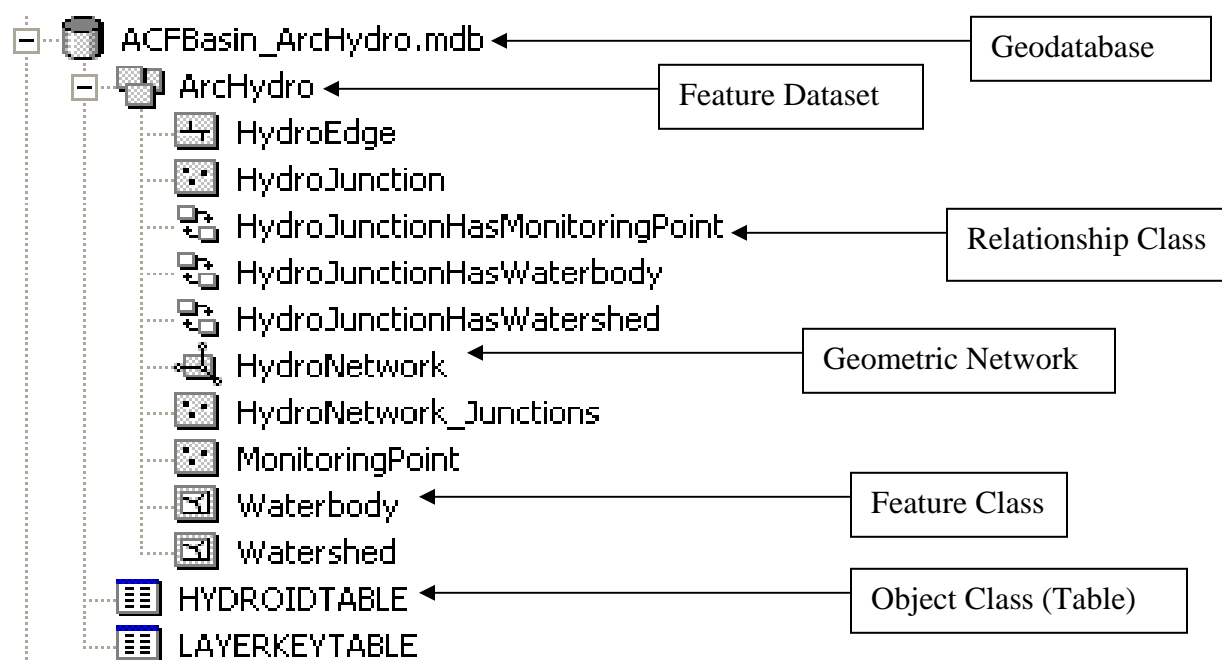 ACFBasin_ArcHydro.mdb
Geodatabase
ArcHydro
Feature Dataset
HydroEdge
HydroJunction
HydroJunctionHasMonitoringPoint
Relationship Class
HydroJunctionHasWaterbody
HydroJunctionHasWatershed
HydroNetwork
Geometric Network
HydroNetwork_Junctions
MonitoringPoint
Waterbody
Feature Class
Watershed
HYDROIDTABLE
Object Class (Table)
LAYERKEYTABLE